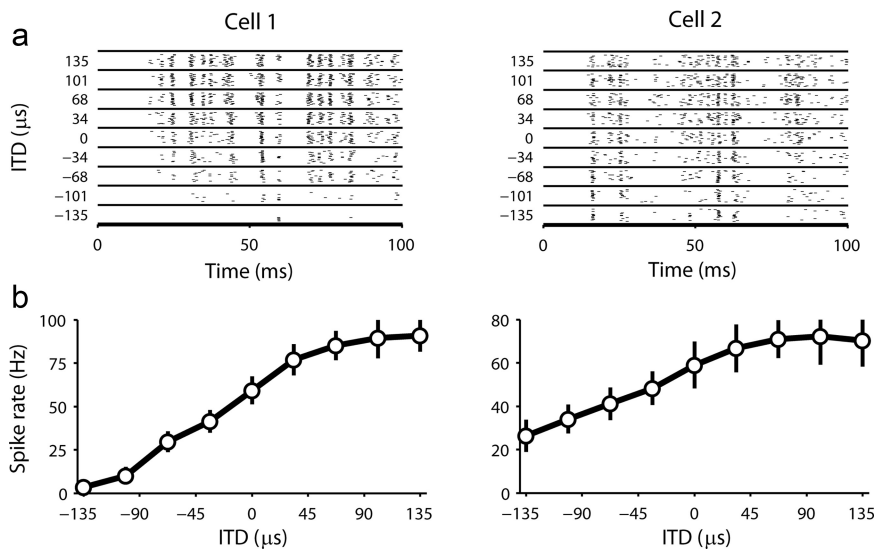 Cell 1
Cell 2
a
ITD (μs)
135
101
68
34
0
−34
−68
−101
−135
0 50 100
Time (ms)
0 50 100
Time (ms)
135
101
68
34
0
−34
−68
−101
−135
b
Spike rate (Hz)
100
75
50
25
0
−135 −90 −45 0 45 90 135
ITD (μs)
80
60
40
20
0
−135 −90 −45 0 45 90 135
ITD (μs)